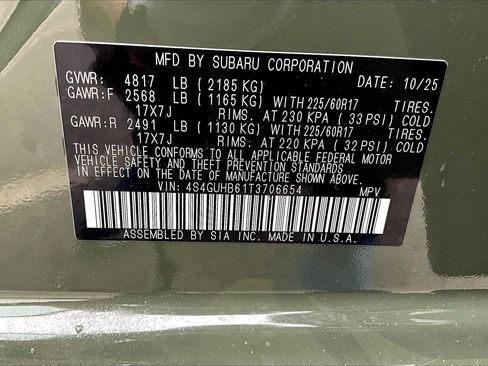 MFD BY SUBARU CORPORATION
GVWR: 4817 LB (2185 KG) DATE: 10/25
GAWR:F 2568 LB (1165 KG) WITH 225/60R17 TIRES.
17X7J RIMS. AT 230 KPA ( 33 PSI) COLD
GAWR:R 2491 LB (1130 KG) WITH 225/60R17 TIRES.
17X7J RIMS. AT 220 KPA ( 32 PSI) COLD
THIS VEHICLE CONFORMS TO ALL APPLICABLE FEDERAL MOTOR
VEHICLE SAFETY AND THEFT PREVENTION STANDARDS
IN EFFECT ON THE DATE OF MANUFACTURE SHOWN ABOVE.
VIN: 4S4GUHB61T3706654 MPV
ASSEMBLED BY SIA INC. MADE IN U.S.A.